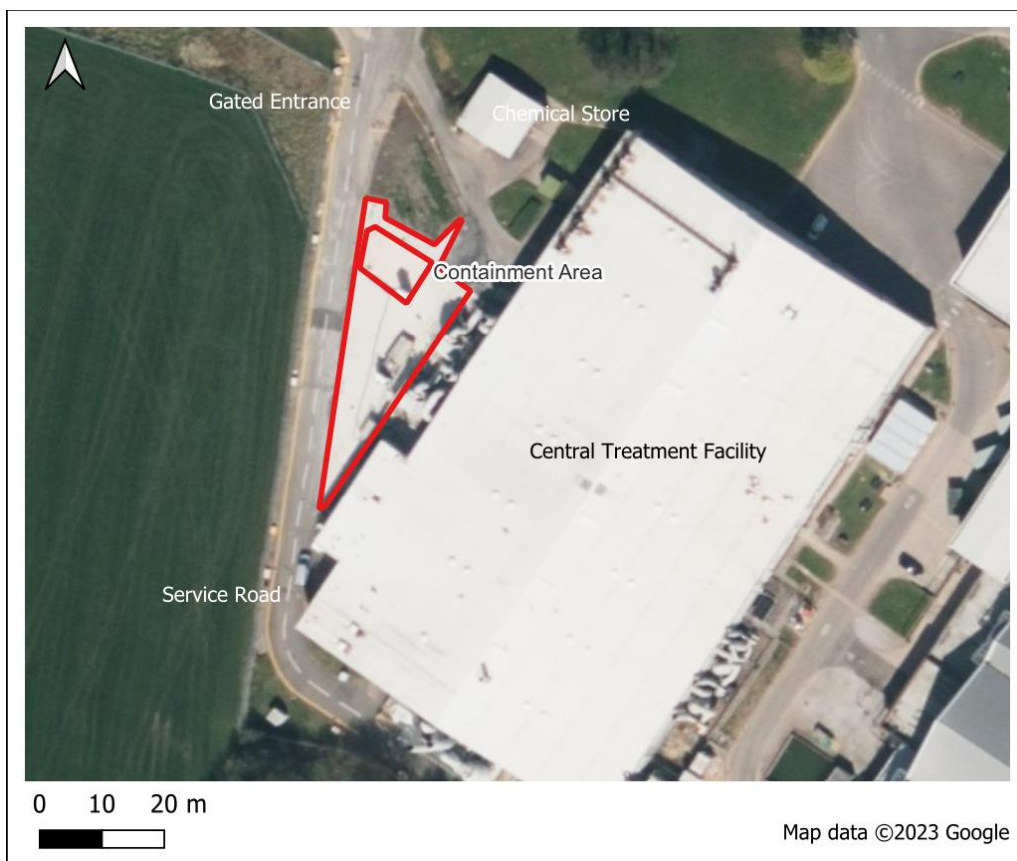 Gated Entrance
Chemical Store
Containment Area
Central Treatment Facility
Service Road
0 10 20 m
Map data ©2023 Google